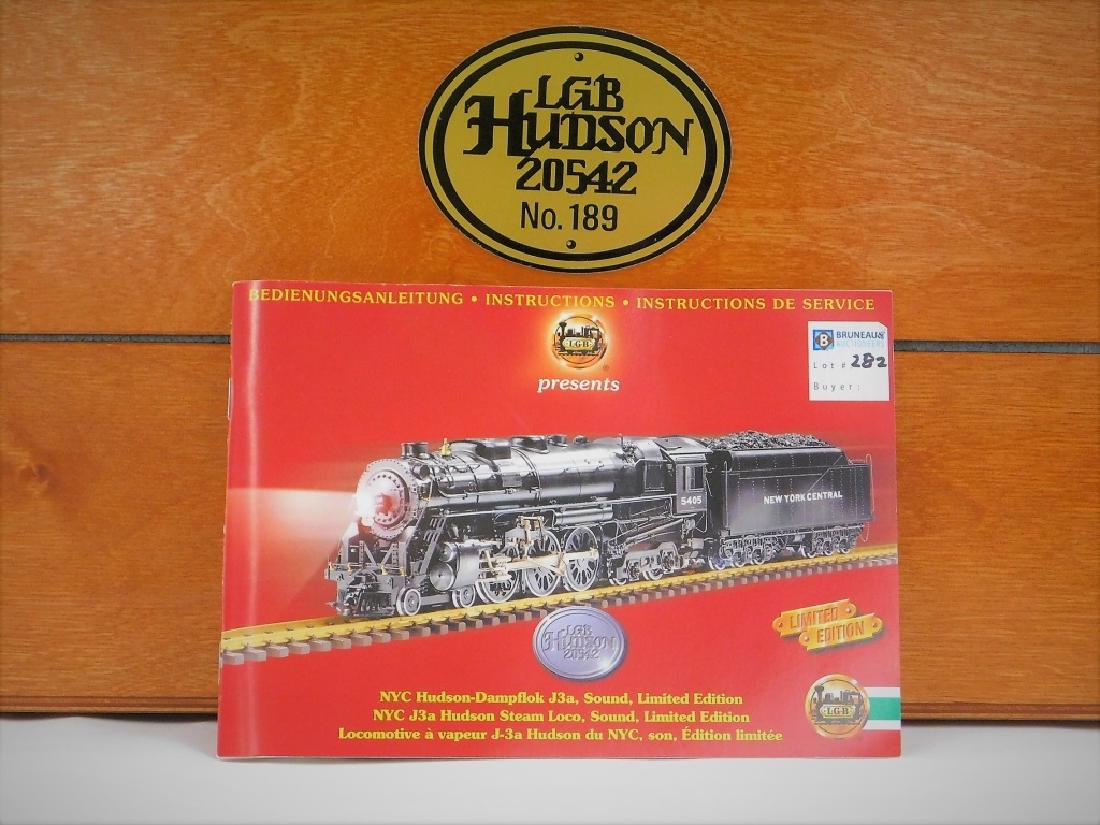 LGB
HUDSON
20542
No. 189
BEDIENUNGSANLEITUNG • INSTRUCTIONS • INSTRUCTIONS DE SERVICE
LGB
presents
B BRUNEAU &
AUCTIONEERS
Lot # 282
Buyer:
5405
NEW YORK CENTRAL
LGB
HUDSON
20542
LIMITED
EDITION
NYC Hudson-Dampflok J3a, Sound, Limited Edition
NYC J3a Hudson Steam Loco, Sound, Limited Edition
Locomotive à vapeur J-3a Hudson du NYC, son, Édition limitée
LGB